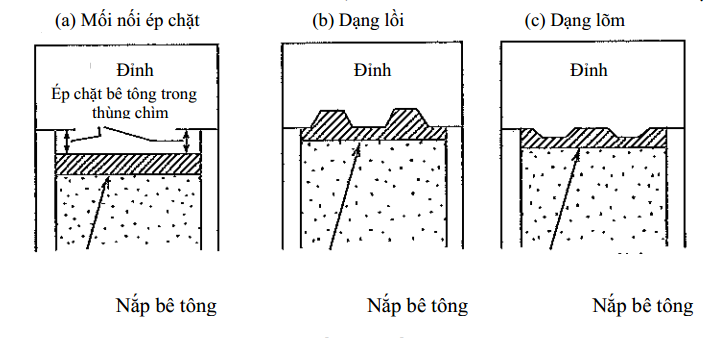 (a) Mối nối ép chặt
(b) Dạng lồi
(c) Dạng lõm
Đỉnh
Ép chặt bê tông trong
thùng chìm
Đỉnh
Đỉnh
Nắp bê tông
Nắp bê tông
Nắp bê tông